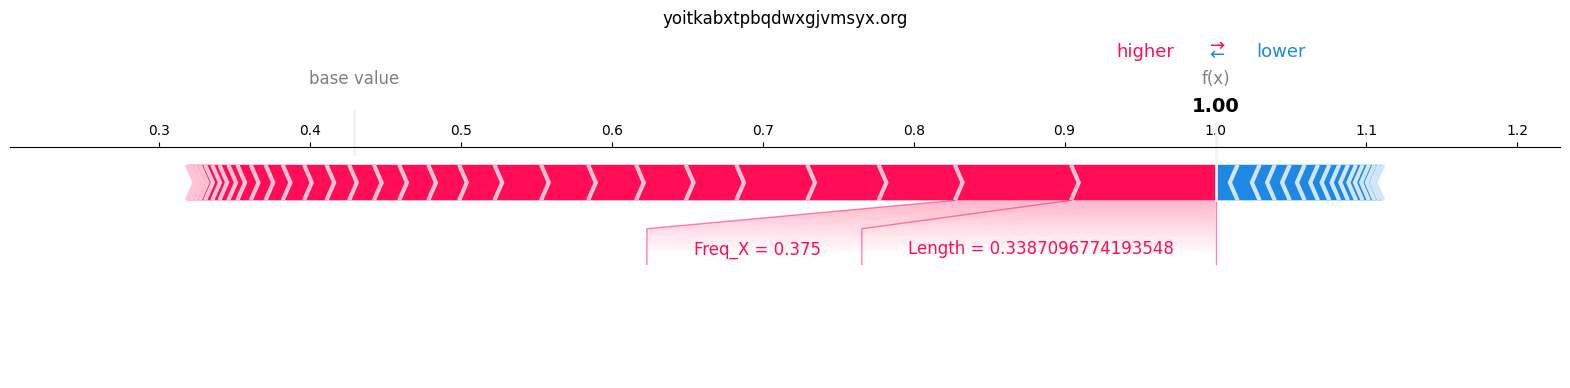 yoitkabxtpbqdwxgjvmsyx.org
higher → ← lower
base value f(x)
1.00
0.3 0.4 0.5 0.6 0.7 0.8 0.9 1.0 1.1 1.2
Freq_X = 0.375 Length = 0.3387096774193548